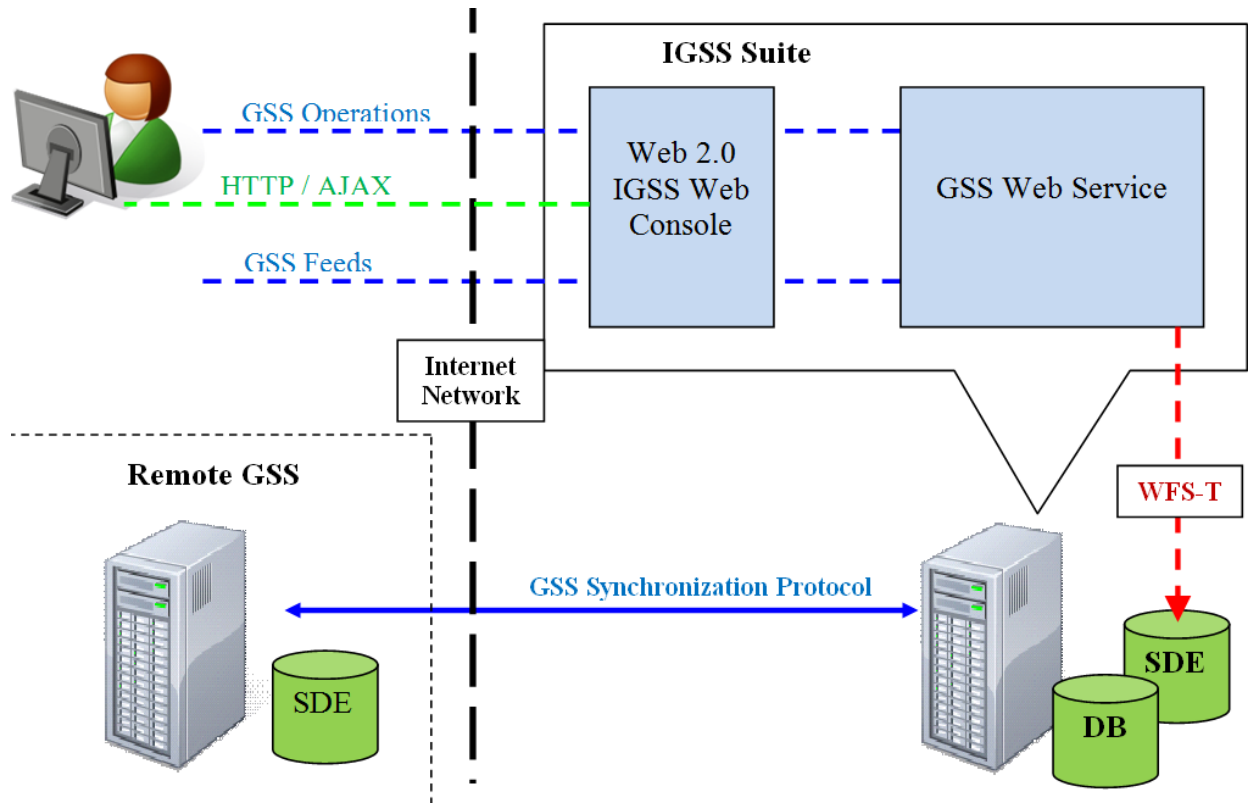 IGSS Suite
GSS Operations
HTTP / AJAX
GSS Feeds
Web 2.0
IGSS Web
Console
GSS Web Service
Internet
Network
WFS-T
Remote GSS
GSS Synchronization Protocol
SDE
SDE
DB